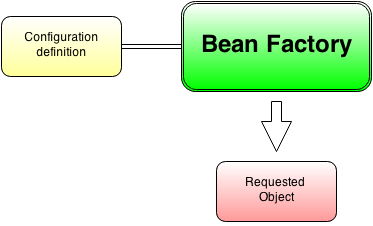 Configuration
definition
Bean Factory
Requested
Object